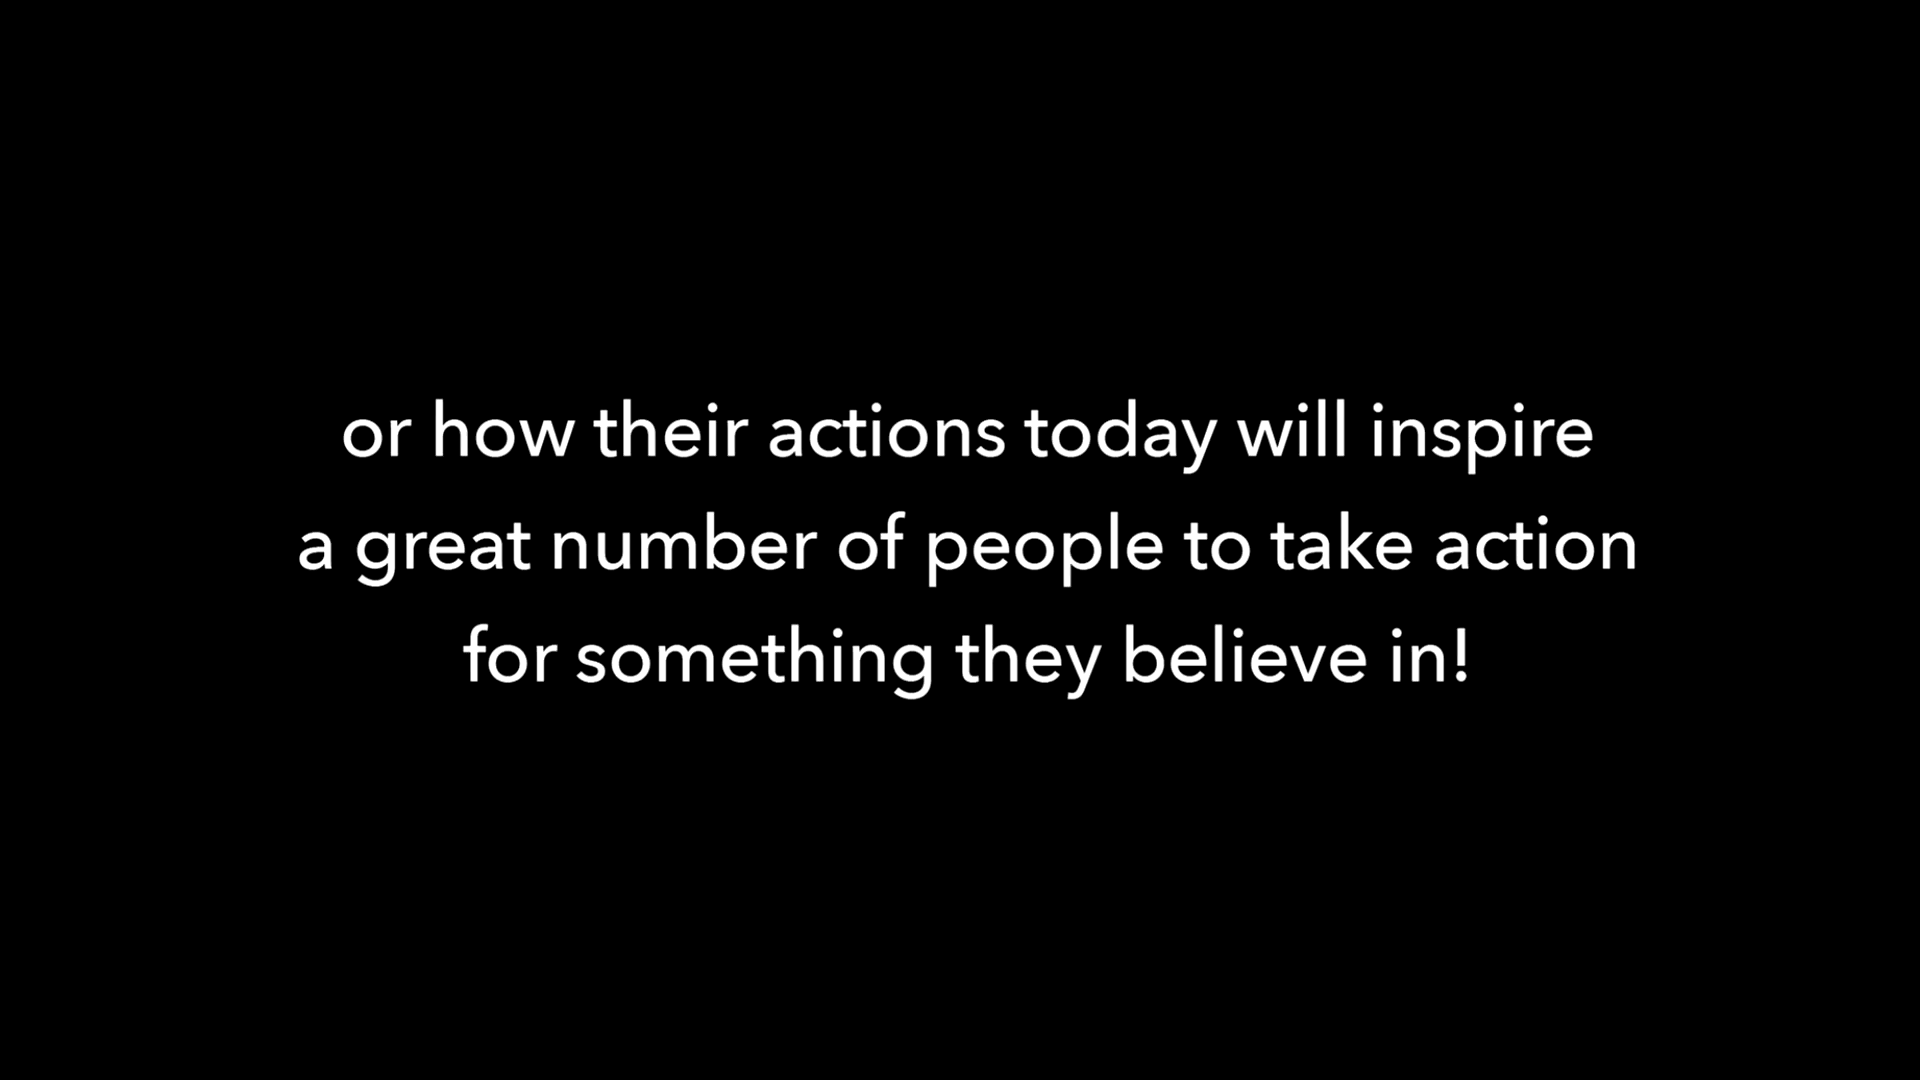 or how their actions today will inspire
a great number of people to take action
for something they believe in!